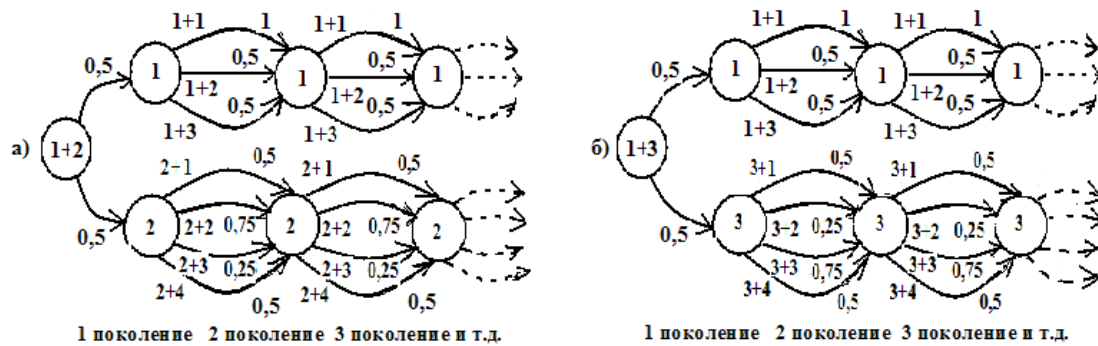 1+1 1 1+1 1
0,5 0,5 0,5
1 1 1
1+2 1+2
0,5 0,5
1+3 1+3
а) 1+2
2+1 0,5 2+1 0,5
2 2 2
2+2 0,75 2+2 0,75
0,5 2+3 0,25 2+3 0,25
2+4 0,5 2+4 0,5
1 поколение 2 поколение 3 поколение и т.д.
1+1 1 1+1 1
0,5 0,5 0,5
1 1 1
1+2 1+2
0,5 0,5
1+3 1+3
б) 1+3
3+1 0,5 3+1 0,5
3 3 3
3−2 0,25 3−2 0,25
0,5 3+3 0,75 3+3 0,75
3+4 0,5 3+4 0,5
1 поколение 2 поколение 3 поколение и т.д.